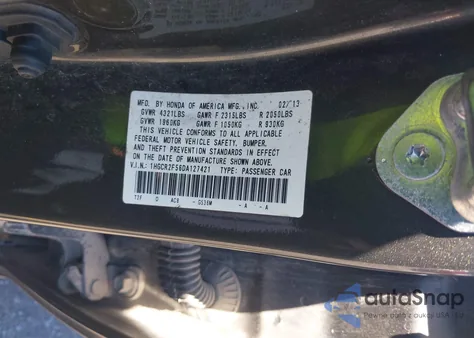 MFD. BY HONDA OF AMERICA MFG., INC. 02/13
GVWR 4321LBS GAWR F 2315LBS R 2050LBS
GVWR 1960KG GAWR F 1050KG R 930KG
THIS VEHICLE CONFORMS TO ALL APPLICABLE
FEDERAL MOTOR VEHICLE SAFETY, BUMPER,
AND THEFT PREVENTION STANDARDS IN EFFECT ON
THE DATE OF MANUFACTURE SHOWN ABOVE.
V.I.N.: 1HGCR2F56DA127421 TYPE: PASSENGER CAR
autoSnap